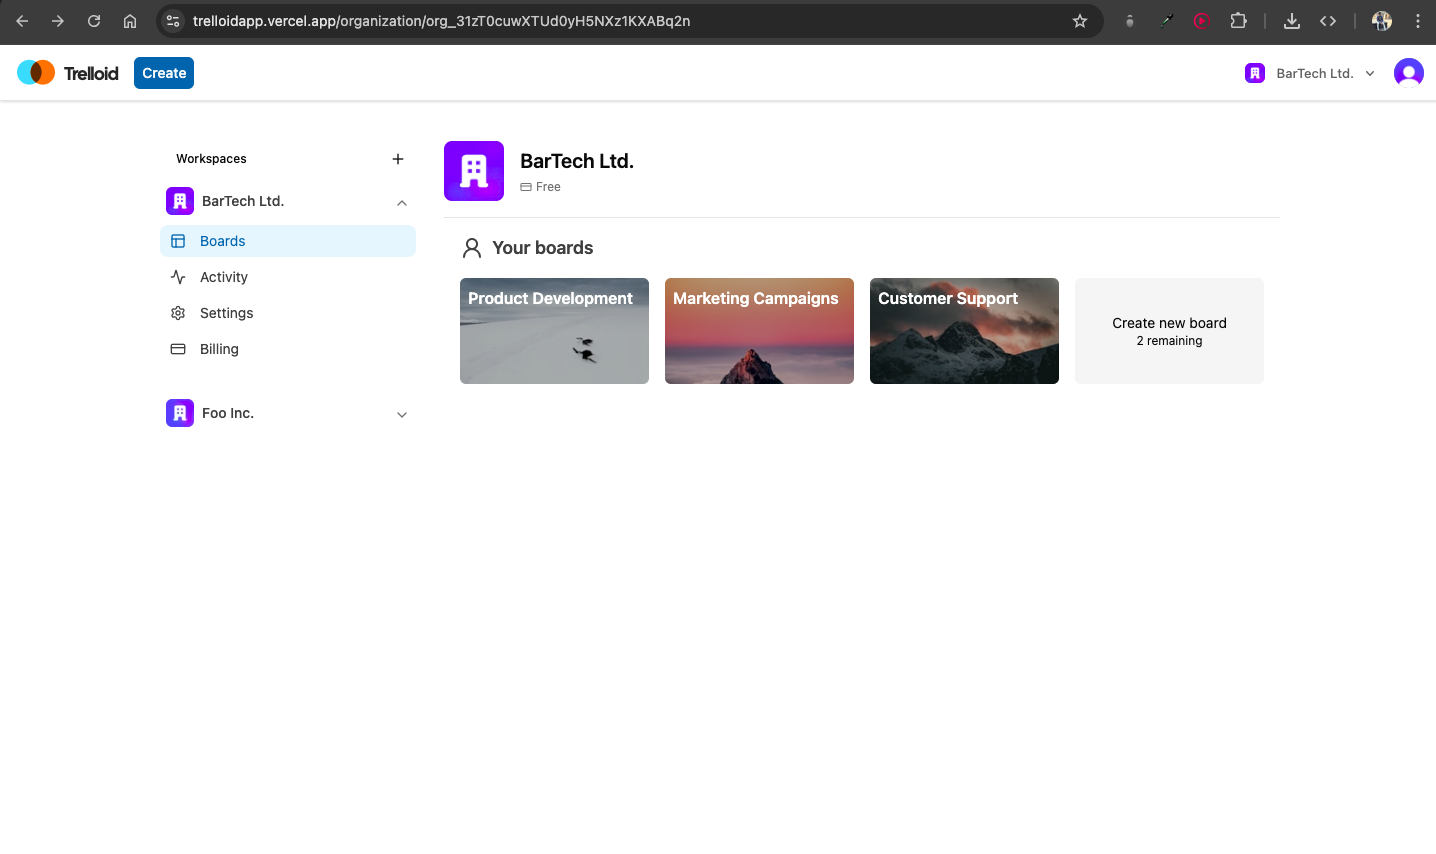 trelloidapp.vercel.app/organization/org_31zT0cuwXTUd0yH5NXz1KXABq2n
Trelloid
Create
BarTech Ltd.
Workspaces
BarTech Ltd.
Boards
Activity
Settings
Billing
Foo Inc.
BarTech Ltd.
Free
Your boards
Product Development
Marketing Campaigns
Customer Support
Create new board
2 remaining